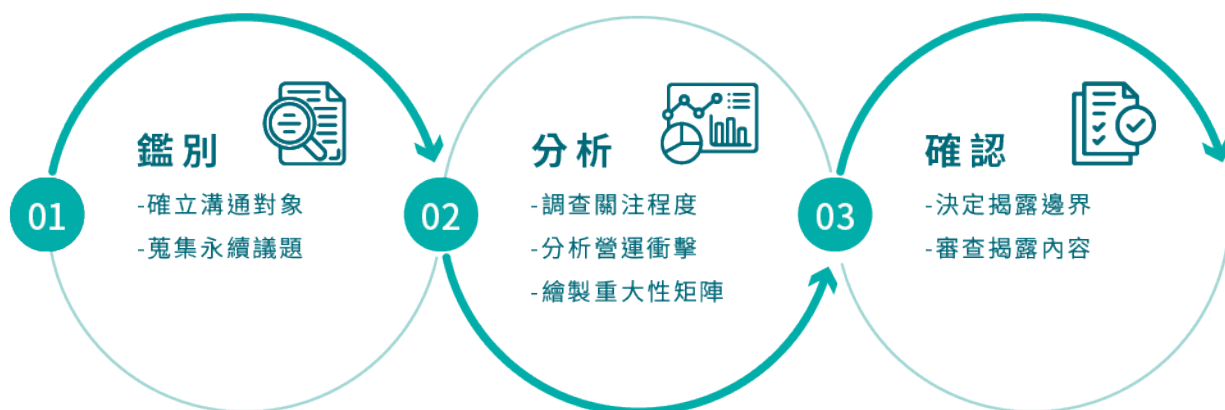 01
鑑別
-確立溝通對象
-蒐集永續議題
02
分析
-調查關注程度
-分析營運衝擊
-繪製重大性矩陣
03
確認
-決定揭露邊界
-審查揭露內容